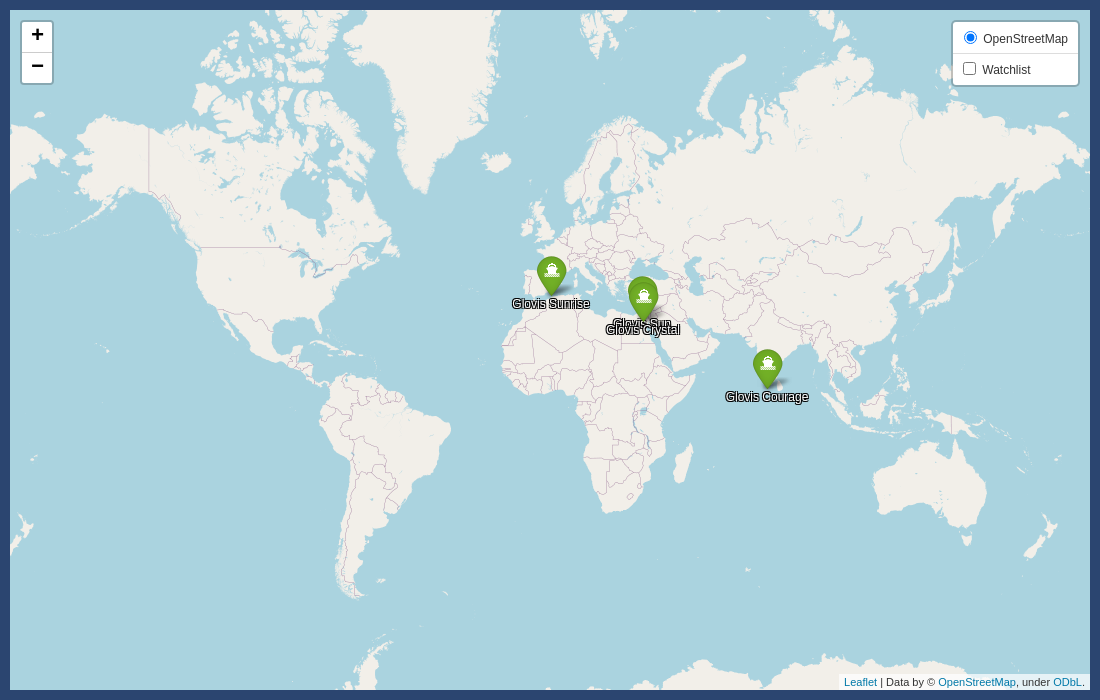 +
−
OpenStreetMap
Watchlist
Glovis Sunrise
Glovis Sun
Glovis Crystal
Glovis Courage
Leaflet | Data by © OpenStreetMap, under ODbL.